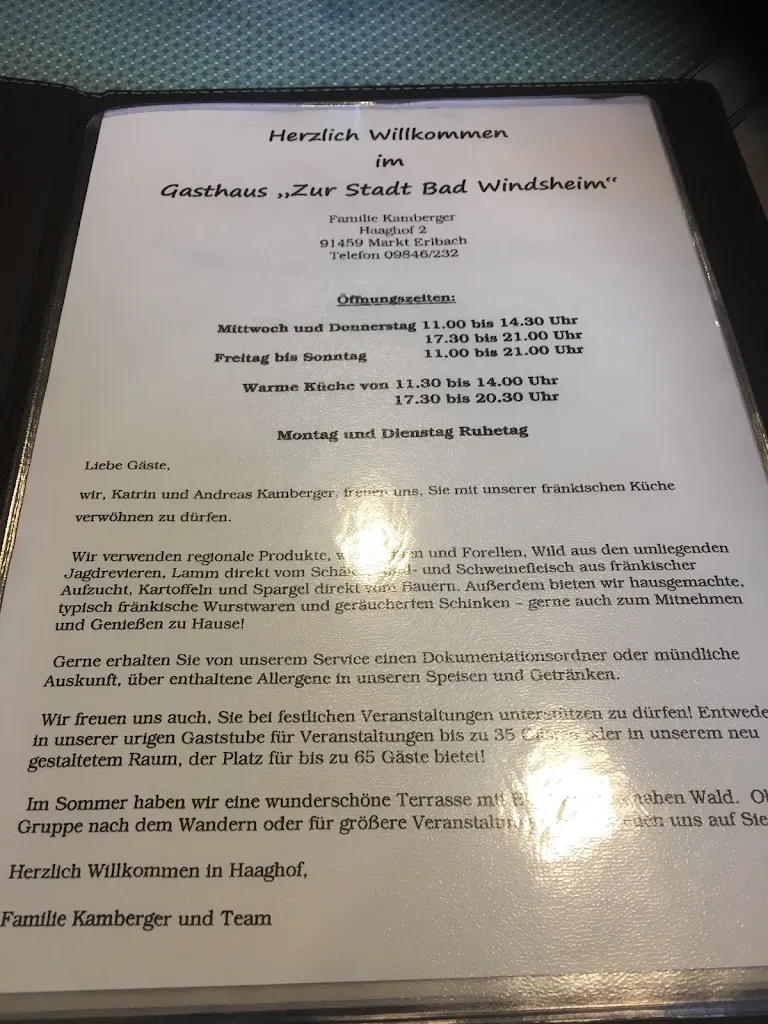 Herzlich Willkommen
im
Gasthaus „Zur Stadt Bad Windsheim“
Familie Kamberger
Haaghof 2
91459 Markt Erlbach
Telefon 09846/232
Öffnungszeiten:
Mittwoch und Donnerstag 11.00 bis 14.30 Uhr
17.30 bis 21.00 Uhr
Freitag bis Sonntag 11.00 bis 21.00 Uhr
Warme Küche von 11.30 bis 14.00 Uhr
17.30 bis 20.30 Uhr
Montag und Dienstag Ruhetag
Liebe Gäste,
wir, Katrin und Andreas Kamberger, freuen uns, Sie mit unserer fränkischen Küche
verwöhnen zu dürfen.
Wir verwenden regionale Produkte, und Forellen, Wild aus den umliegenden
Jagdrevieren, Lamm direkt vom und Schweinefleisch aus fränkischer
Aufzucht, Kartoffeln und Spargel direkt vom Bauern. Außerdem bieten wir hausgemachte,
typisch fränkische Wurstwaren und geräucherten Schinken – gerne auch zum Mitnehmen
und Genießen zu Hause!
Gerne erhalten Sie von unserem Service einen Dokumentationsordner oder mündliche
Auskunft, über enthaltene Allergene in unseren Speisen und Getränken.
Wir freuen uns auch, Sie bei festlichen Veranstaltungen unterstützen zu dürfen! Entwede
in unserer urigen Gaststube für Veranstaltungen bis zu 35 Gäste oder in unserem neu
gestaltetem Raum, der Platz für bis zu 65 Gäste bietet!
Im Sommer haben wir eine wunderschöne Terrasse mit nahen Wald. Ob
Gruppe nach dem Wandern oder für größere uns auf Sie
Herzlich Willkommen in Haaghof,
Familie Kamberger und Team